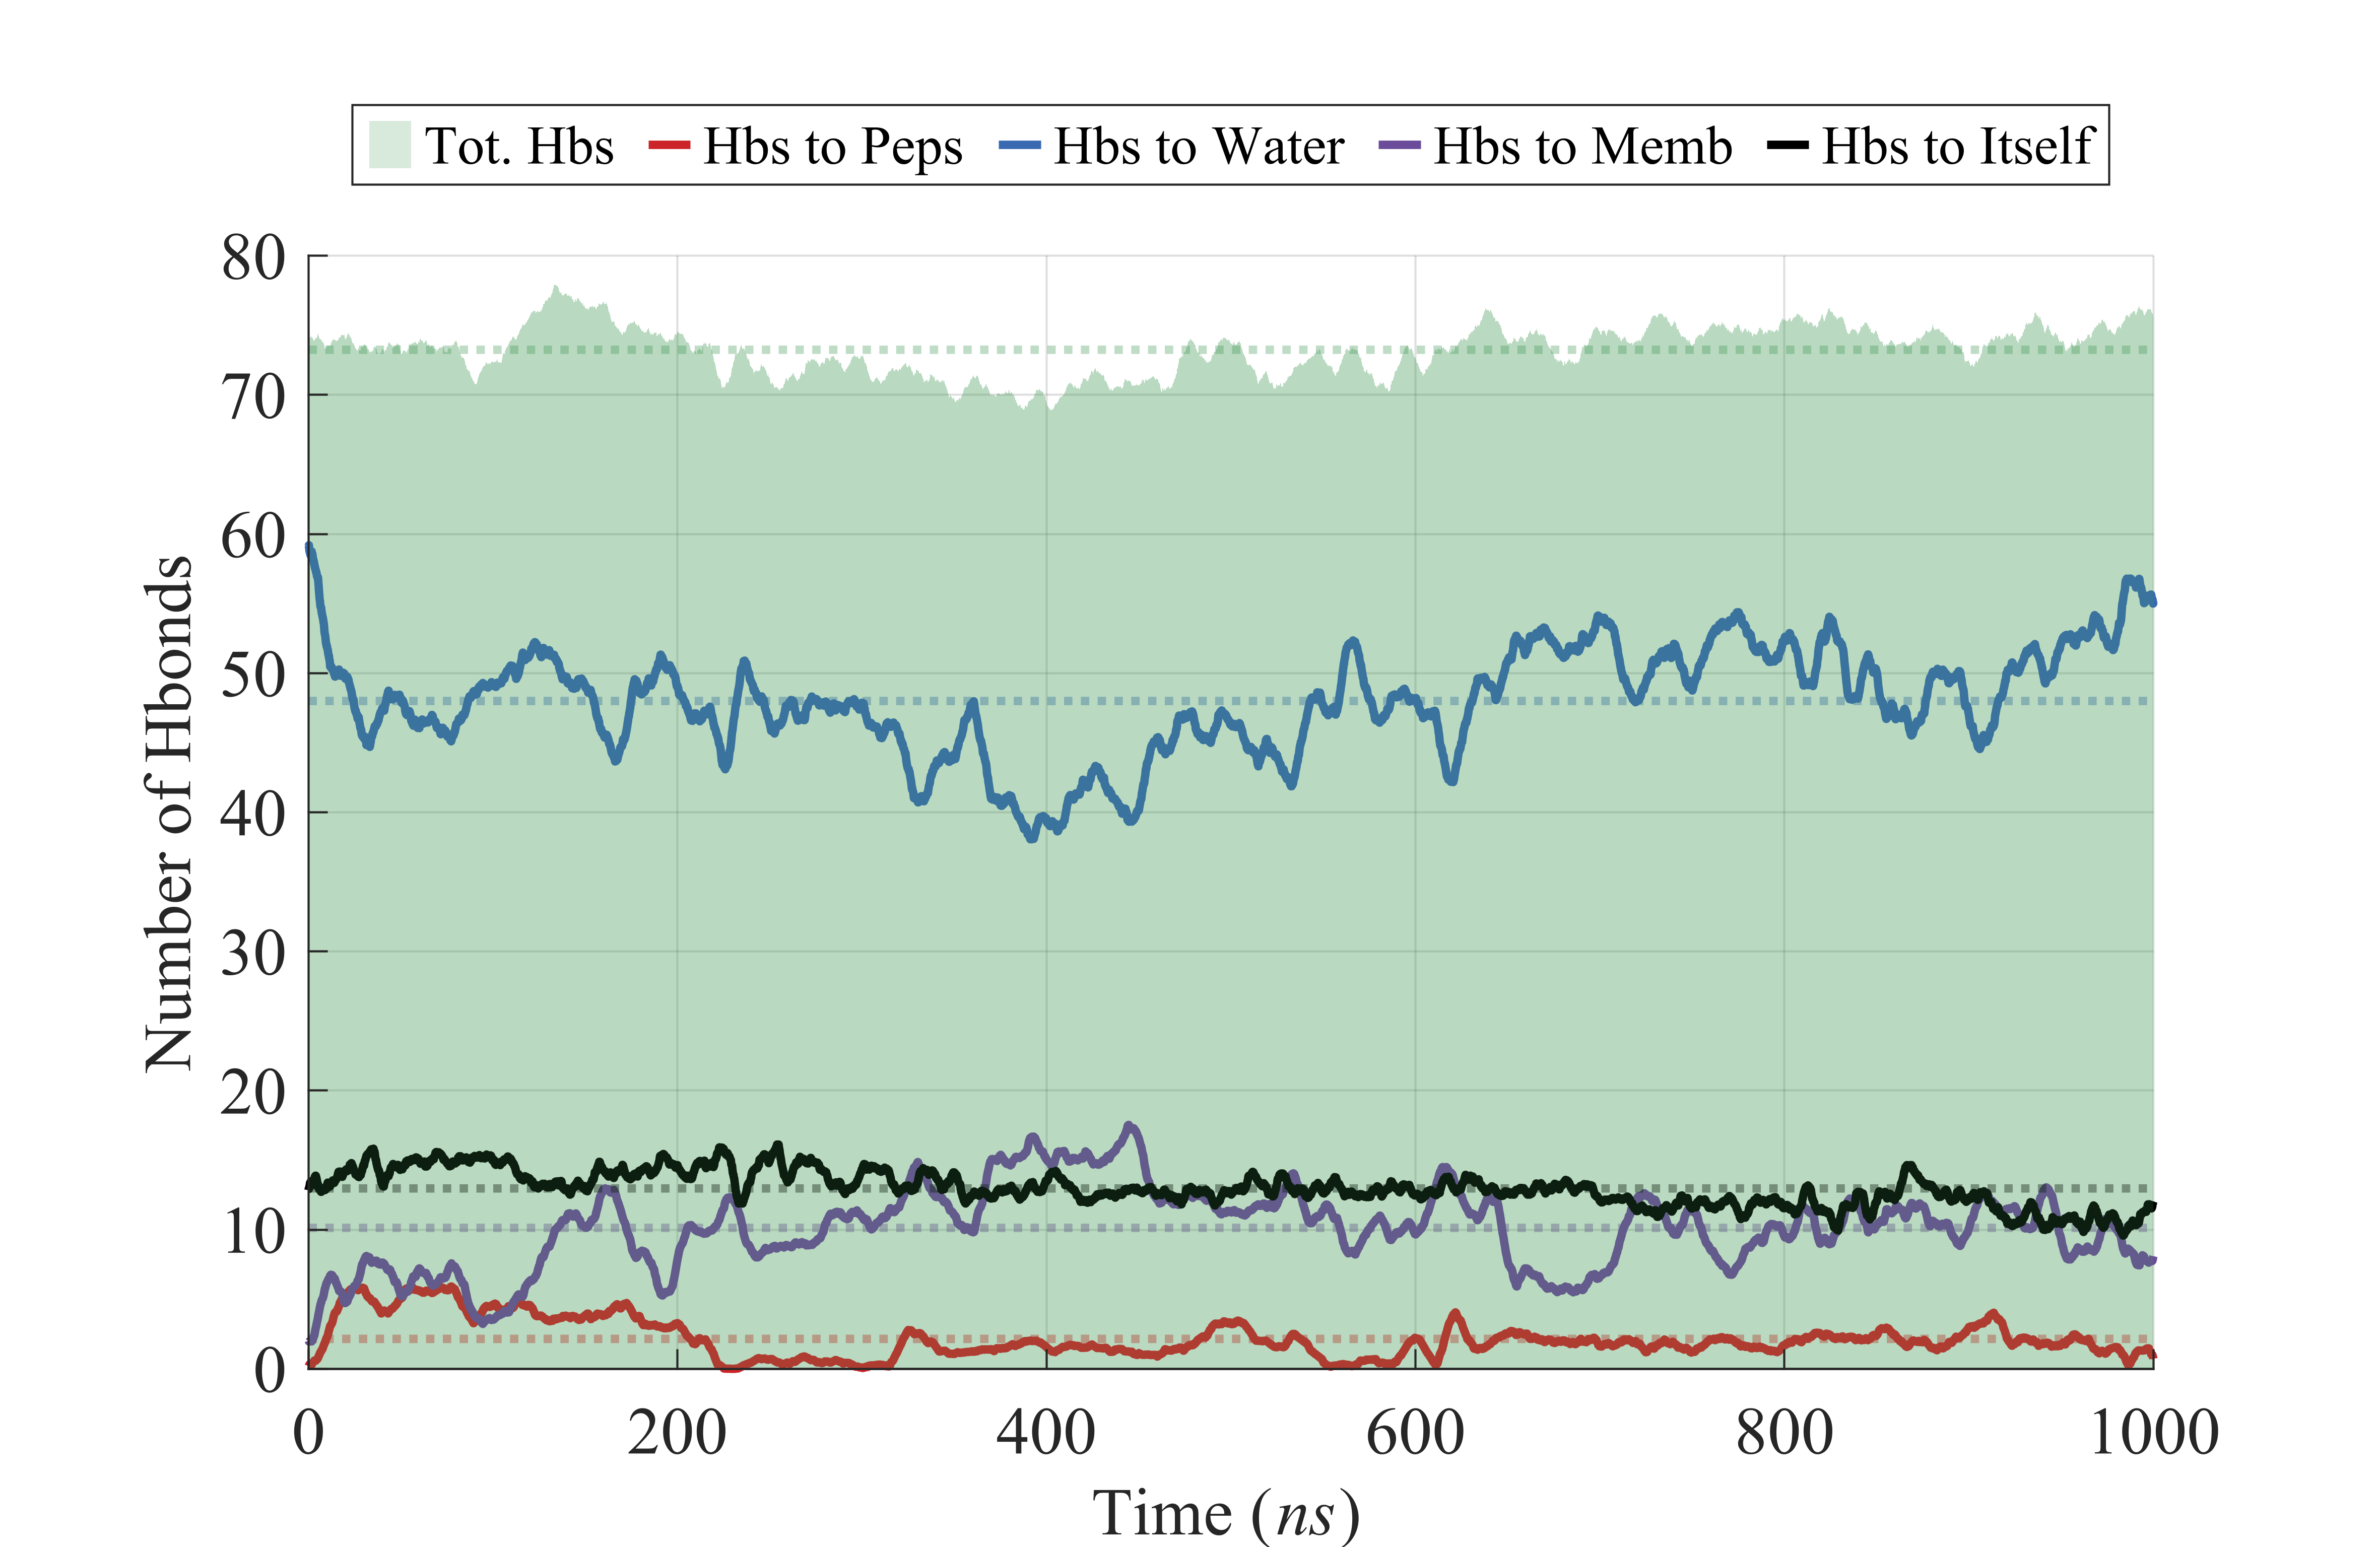 Tot. Hbs Hbs to Peps Hbs to Water Hbs to Memb Hbs to Itself
80
70
60
50
40
30
20
10
0
Number of Hbonds
0 200 400 600 800 1000
Time (ns)